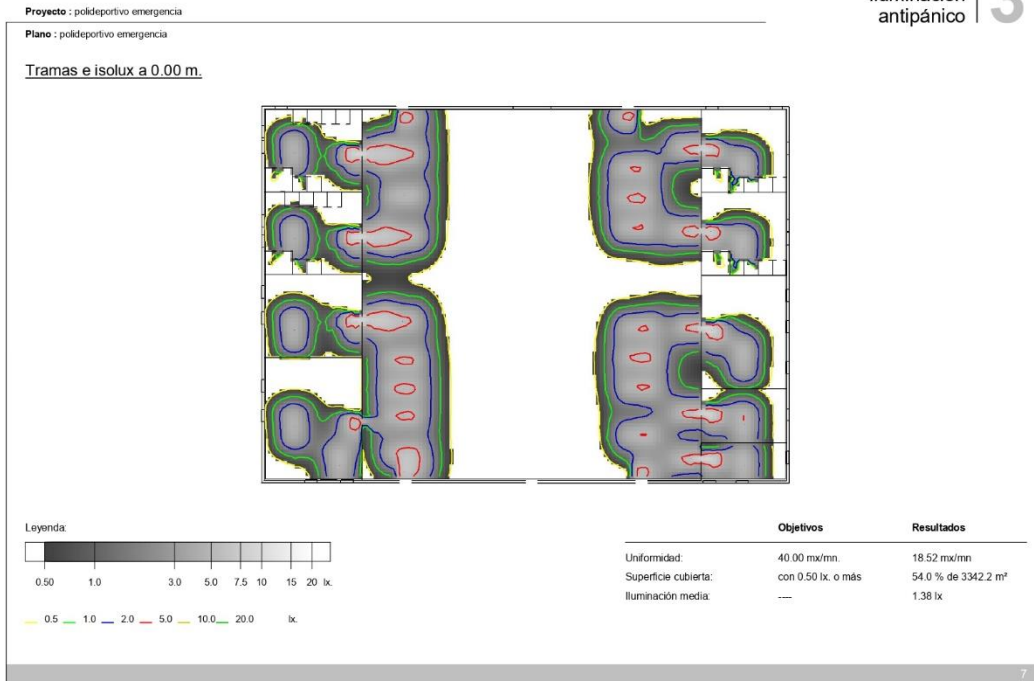 Proyecto : polideportivo emergencia
antipánico
3
Plano : polideportivo emergencia
Tramas e isolux a 0.00 m.
Leyenda:
0.50 1.0 3.0 5.0 7.5 10 15 20 lx.
0.5 1.0 2.0 5.0 10.0 20.0 lx.
Objetivos Resultados
Uniformidad: 40.00 mx/mn. 18.52 mx/mn
Superficie cubierta: con 0.50 lx. o más 54.0 % de 3342.2 m²
Iluminación media: ---- 1.38 lx
7